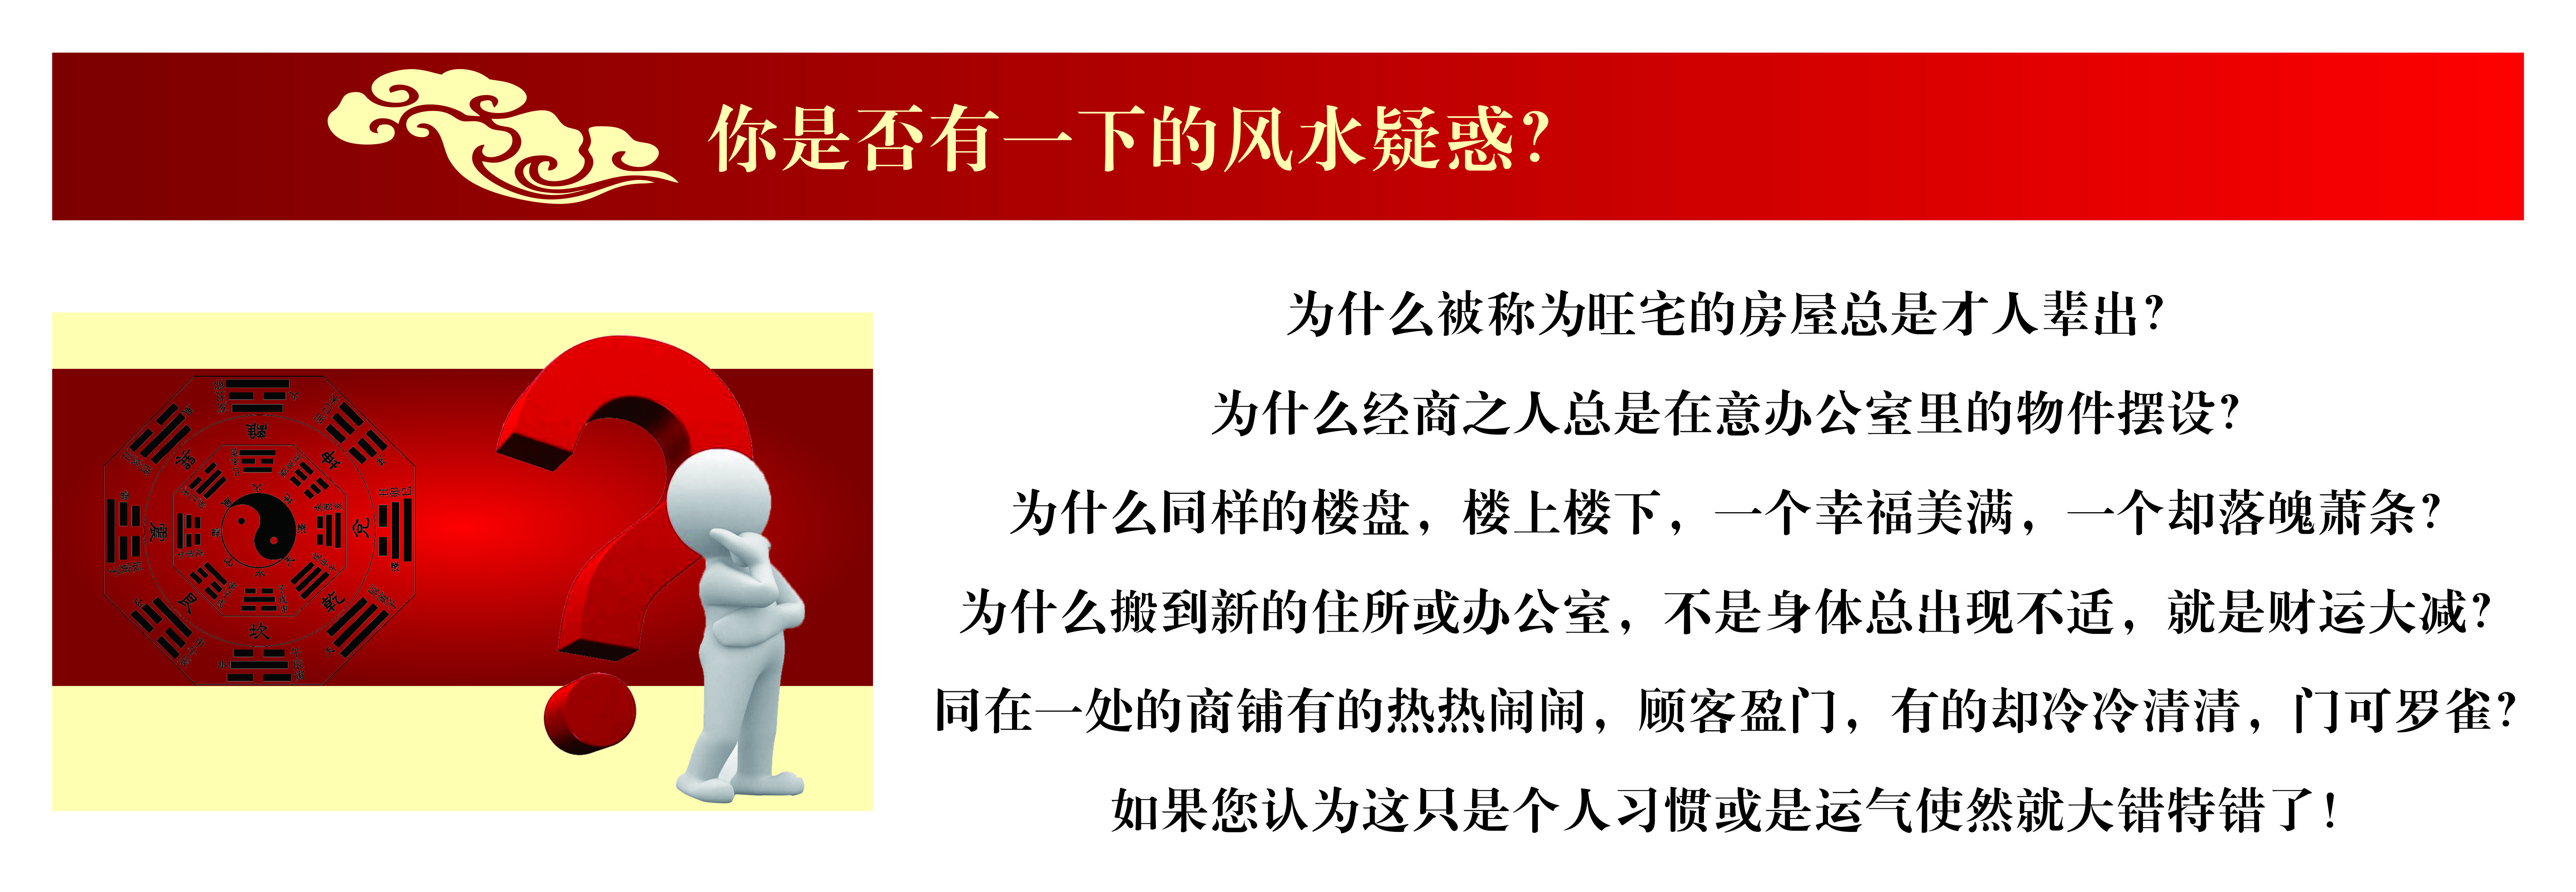 你是否有一下的风水疑惑？
为什么被称为旺宅的房屋总是才人辈出？
为什么经商之人总是在意办公室里的物件摆设？
为什么同样的楼盘，楼上楼下，一个幸福美满，一个却落魄萧条？
为什么搬到新的住所或办公室，不是身体总出现不适，就是财运大减？
同在一处的商铺有的热热闹闹，顾客盈门，有的却冷冷清清，门可罗雀？
如果您认为这只是个人习惯或是运气使然就大错特错了！
離
坤
兑
乾
坎
艮
震